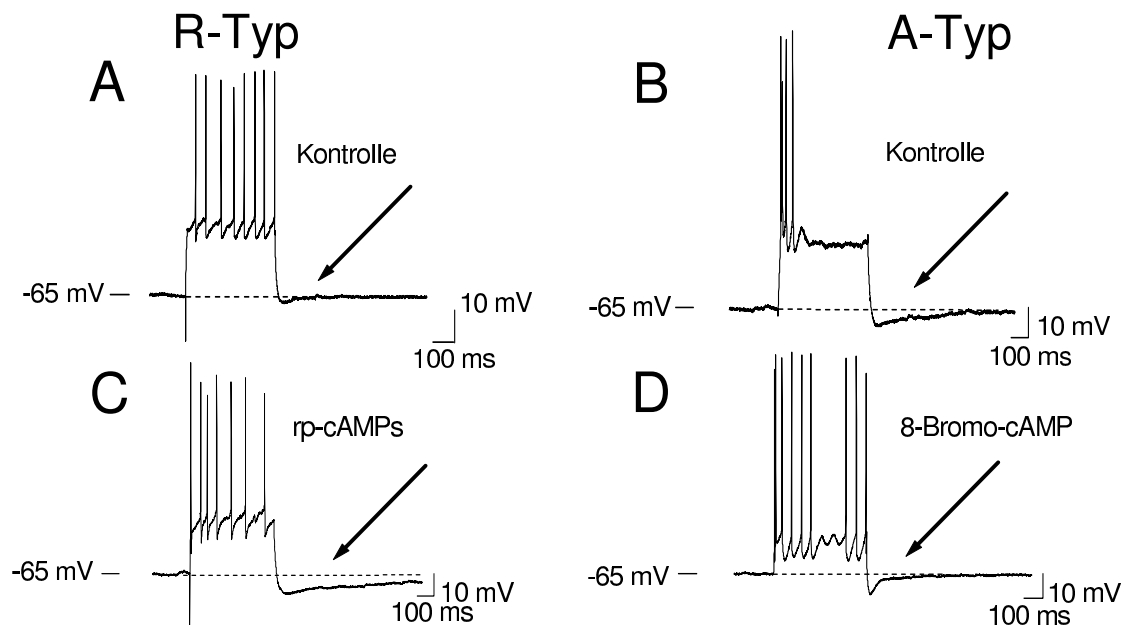 R-Typ
A-Typ
A
Kontrolle
-65 mV
10 mV
100 ms
B
Kontrolle
-65 mV
10 mV
100 ms
C
rp-cAMPs
-65 mV
10 mV
100 ms
D
8-Bromo-cAMP
-65 mV
10 mV
100 ms